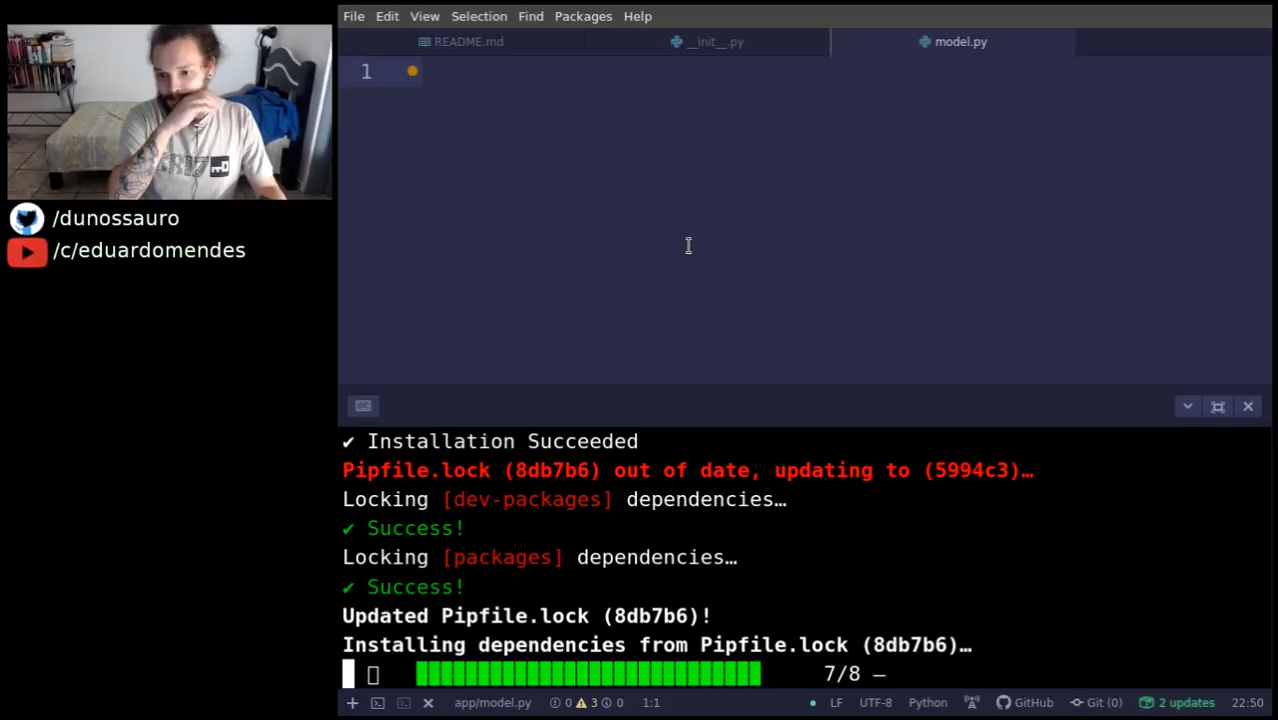 File Edit View Selection Find Packages Help
README.md __init__.py model.py
1
/dunossauro
/c/eduardomendes
✔ Installation Succeeded
Pipfile.lock (8db7b6) out of date, updating to (5994c3)…
Locking [dev-packages] dependencies…
✔ Success!
Locking [packages] dependencies…
✔ Success!
Updated Pipfile.lock (8db7b6)!
Installing dependencies from Pipfile.lock (8db7b6)…
7/8 —
app/model.py 0 3 0 1:1 LF UTF-8 Python GitHub Git (0) 2 updates 22:50